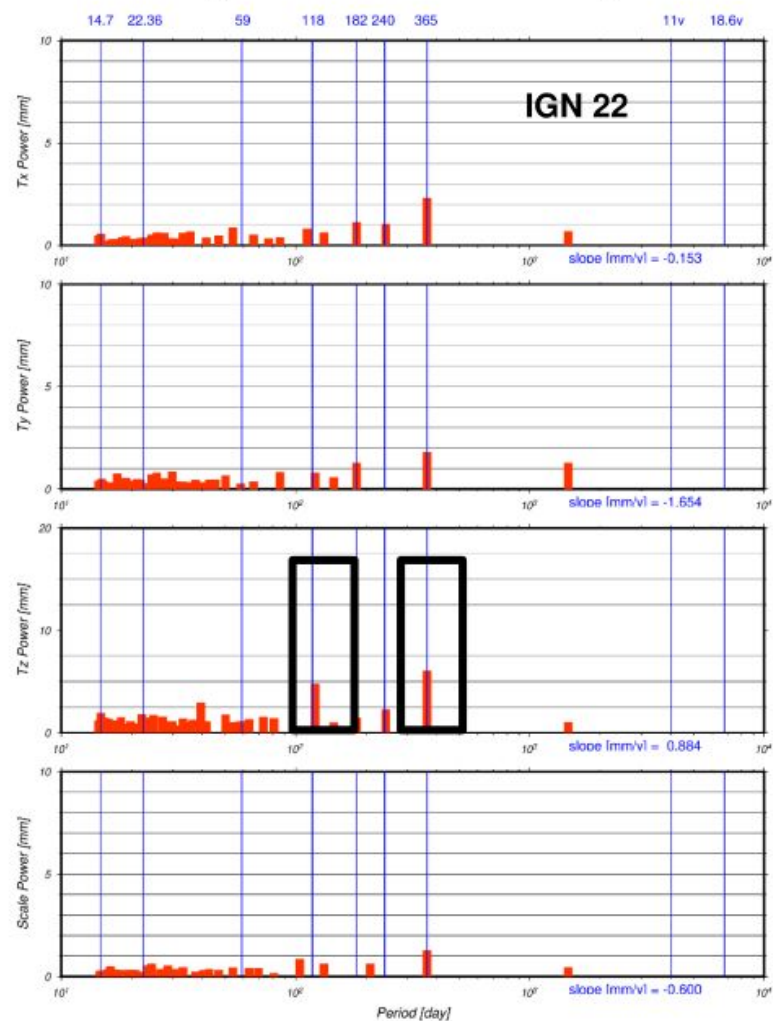 14.7 22.36 59 118 182 240 365 11y 18.6y
10
IGN 22
5
Tx Power [mm]
0
10¹ 10² 10³ 10⁴
slope [mm/y] = -0.153
10
5
Ty Power [mm]
0
10¹ 10² 10³ 10⁴
slope [mm/y] = -1.654
20
10
Tz Power [mm]
0
10¹ 10² 10³ 10⁴
slope [mm/y] = 0.884
10
5
Scale Power [mm]
0
10¹ 10² 10³ 10⁴
slope [mm/y] = -0.600
Period [day]